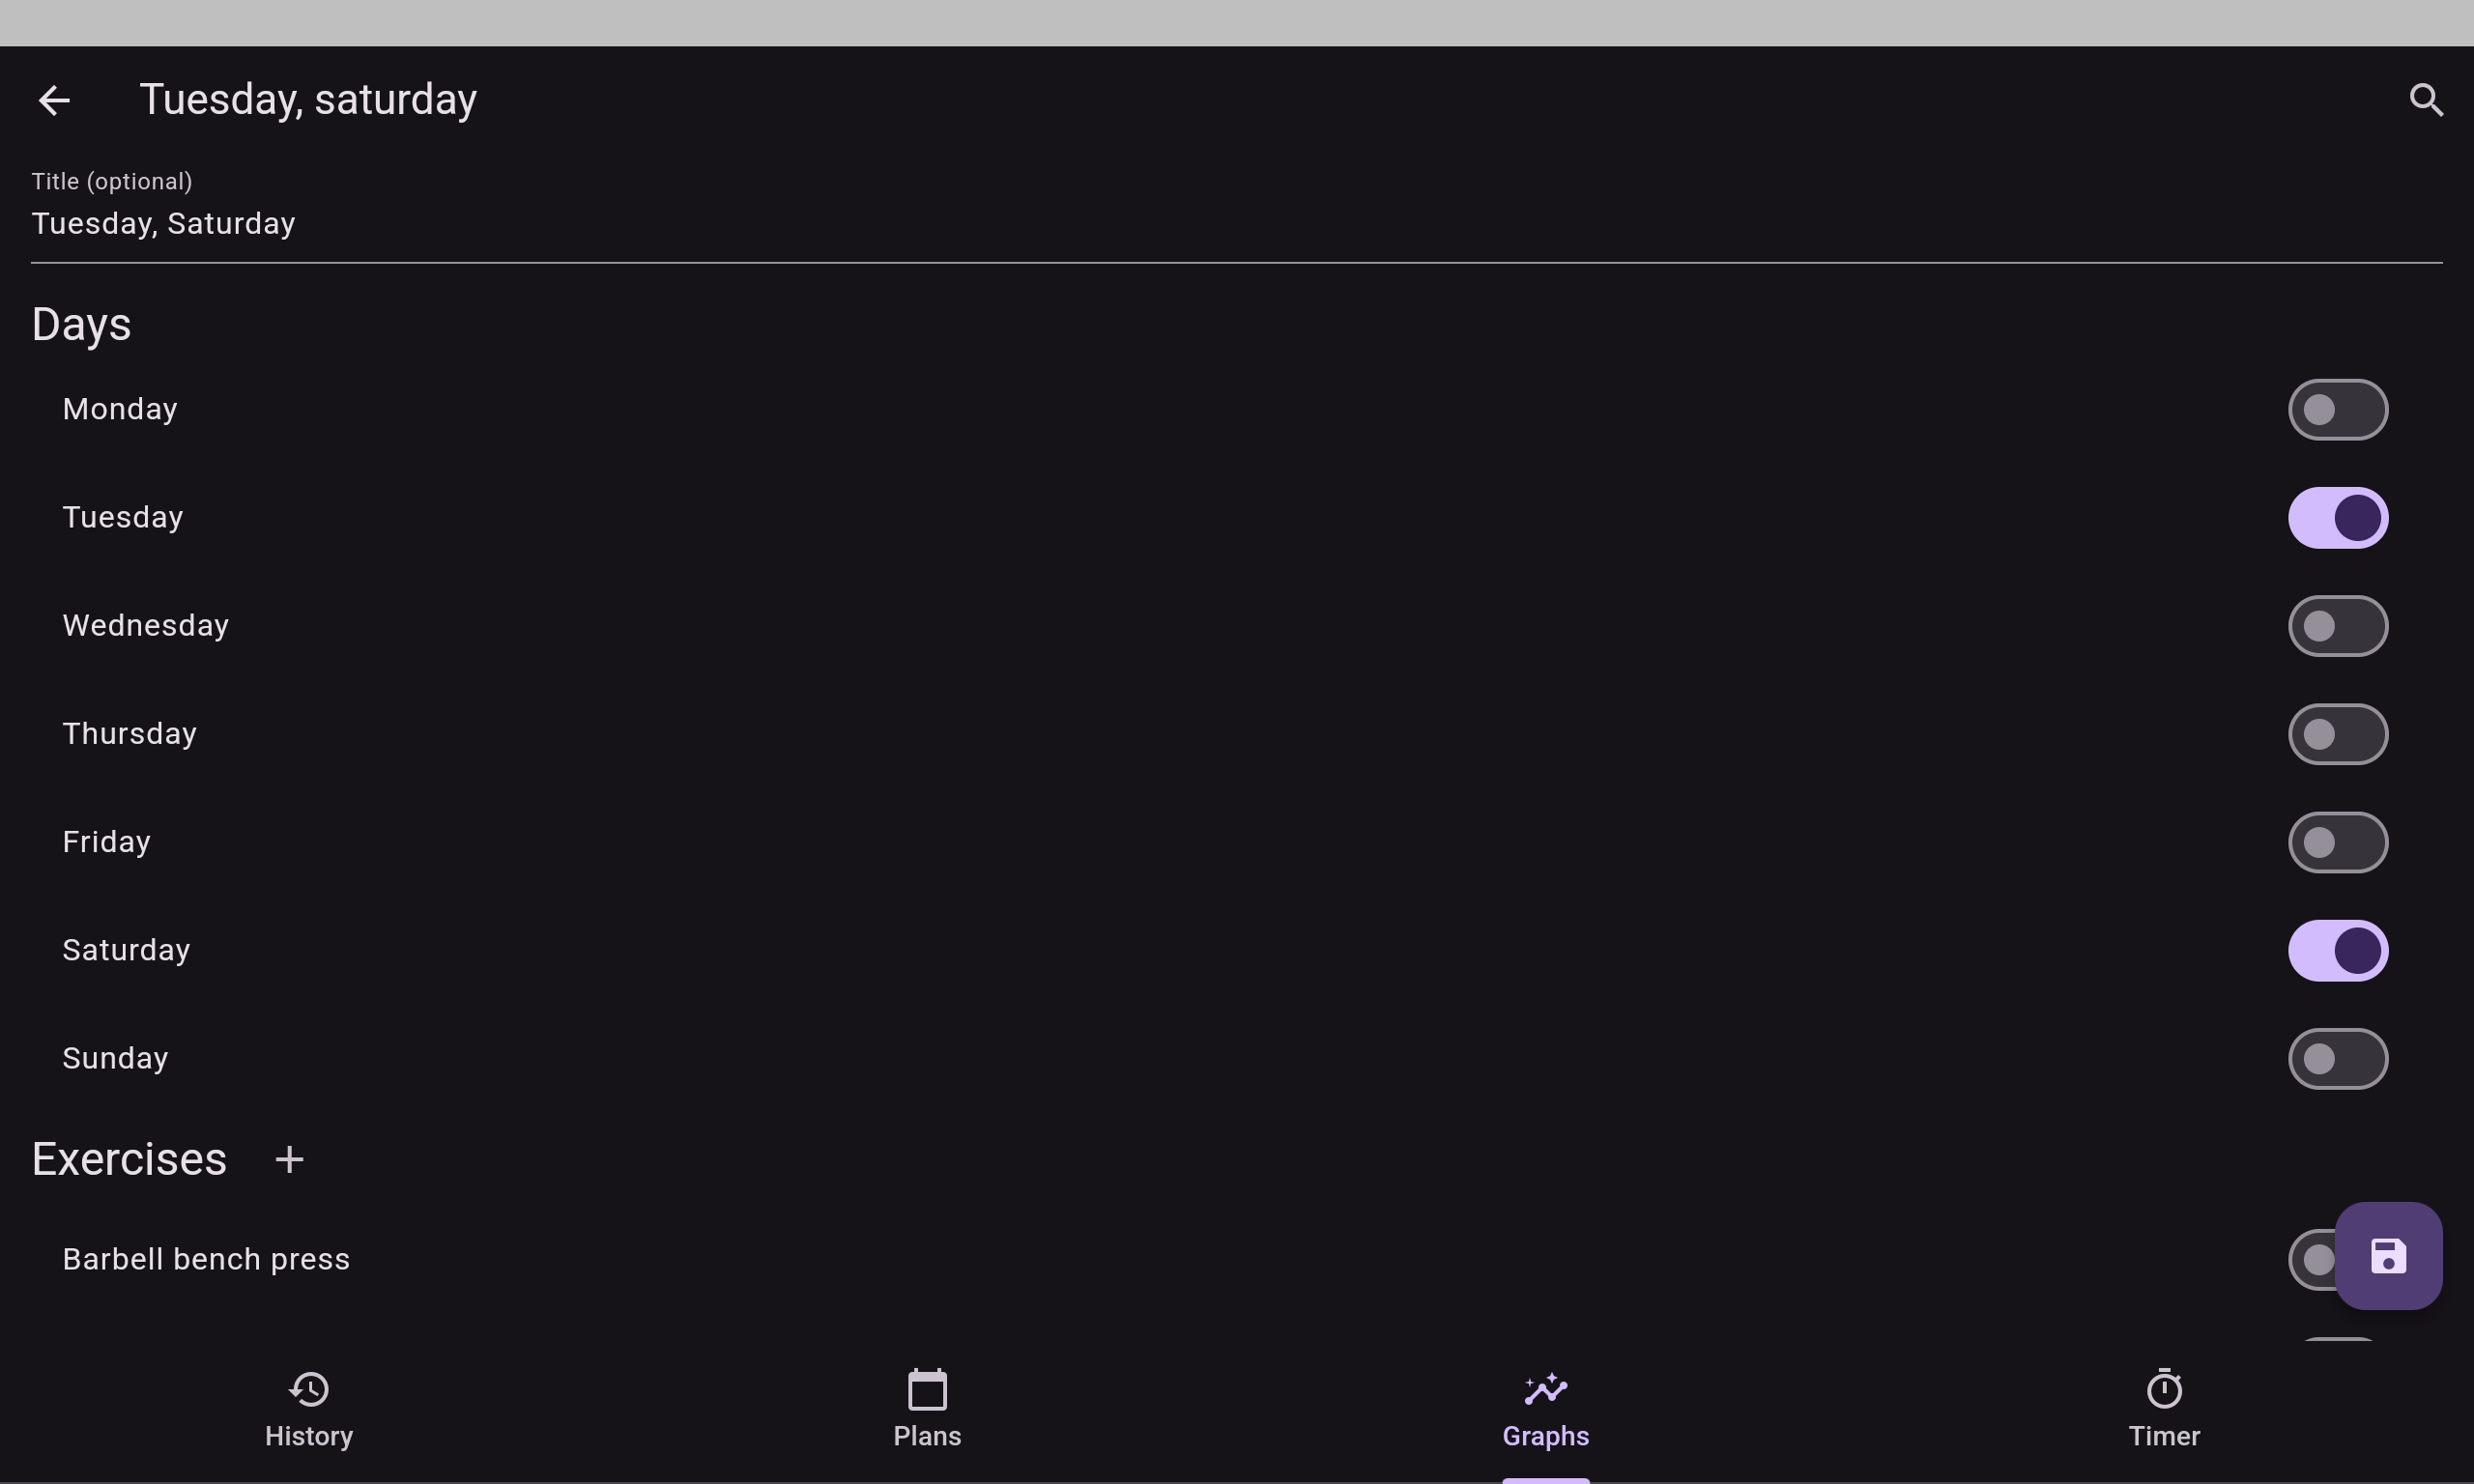 Tuesday, saturday
Title (optional)
Tuesday, Saturday
Days
Monday
Tuesday
Wednesday
Thursday
Friday
Saturday
Sunday
Exercises
Barbell bench press
History
Plans
Graphs
Timer